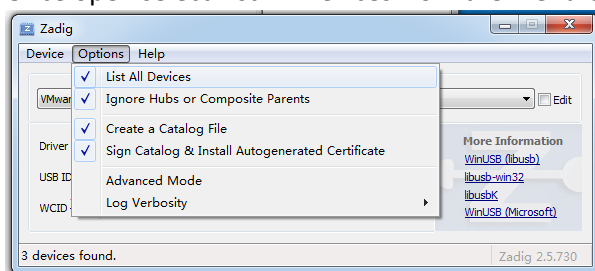 Zadig
Device Options Help
List All Devices
Ignore Hubs or Composite Parents
Create a Catalog File
Sign Catalog & Install Autogenerated Certificate
Advanced Mode
Log Verbosity
Edit
Driver
USB ID
WCID
More Information
WinUSB (libusb)
libusb-win32
libusbK
WinUSB (Microsoft)
3 devices found.
Zadig 2.5.730